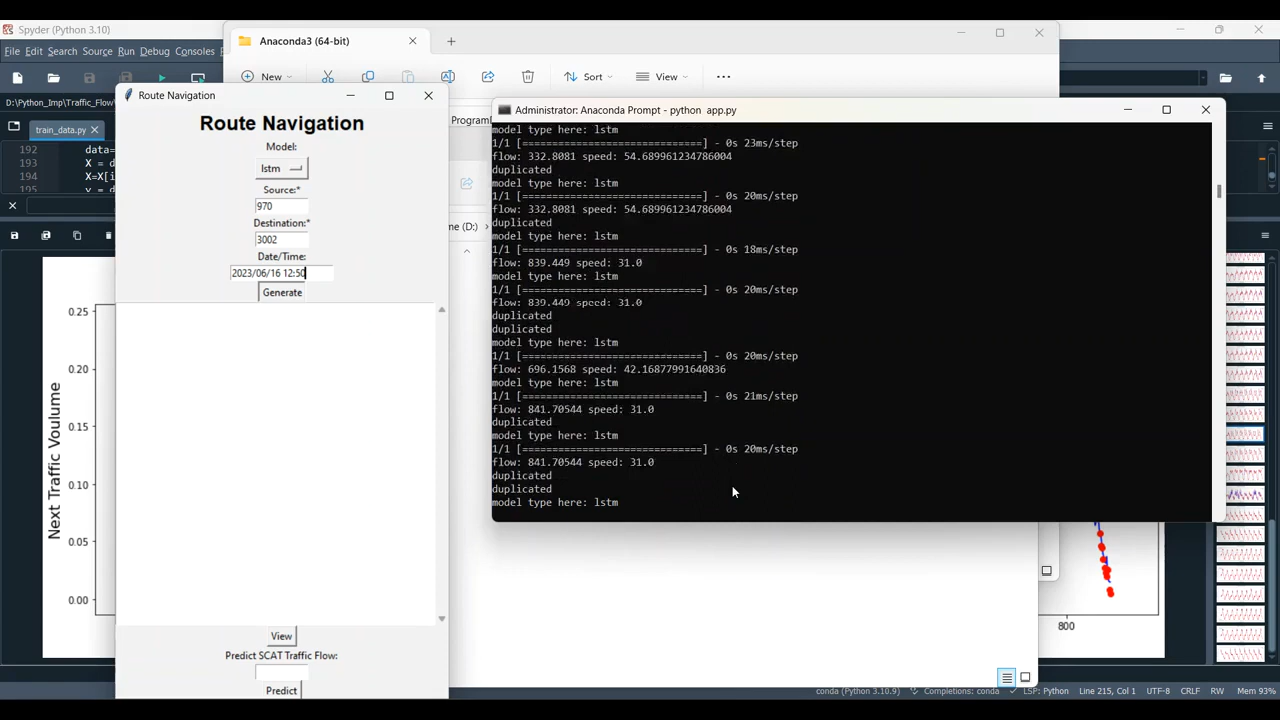 Spyder (Python 3.10)
File Edit Search Source Run Debug Consoles
D:\Python_Imp\Traffic_Flow
train_data.py
192 data=
193 X = d
194 X=X[i
195 y = d
0.25
0.20
0.15
0.10
0.05
0.00
Next Traffic Voulume
Anaconda3 (64-bit)
New
Sort
View
Program
me (D:)
Route Navigation
Route Navigation
Model:
lstm
Source:*
970
Destination:*
3002
Date/Time:
2023/06/16 12:50
Generate
View
Predict SCAT Traffic Flow:
Predict
Administrator: Anaconda Prompt - python app.py
model type here: lstm
1/1 [==============================] - 0s 23ms/step
flow: 332.8081 speed: 54.689961234786004
duplicated
model type here: lstm
1/1 [==============================] - 0s 20ms/step
flow: 332.8081 speed: 54.689961234786004
duplicated
model type here: lstm
1/1 [==============================] - 0s 18ms/step
flow: 839.449 speed: 31.0
model type here: lstm
1/1 [==============================] - 0s 20ms/step
flow: 839.449 speed: 31.0
duplicated
duplicated
model type here: lstm
1/1 [==============================] - 0s 20ms/step
flow: 696.1568 speed: 42.16877991640836
model type here: lstm
1/1 [==============================] - 0s 21ms/step
flow: 841.70544 speed: 31.0
duplicated
model type here: lstm
1/1 [==============================] - 0s 20ms/step
flow: 841.70544 speed: 31.0
duplicated
duplicated
model type here: lstm
800
conda (Python 3.10.9) Completions: conda LSP: Python Line 215, Col 1 UTF-8 CRLF RW Mem 93%